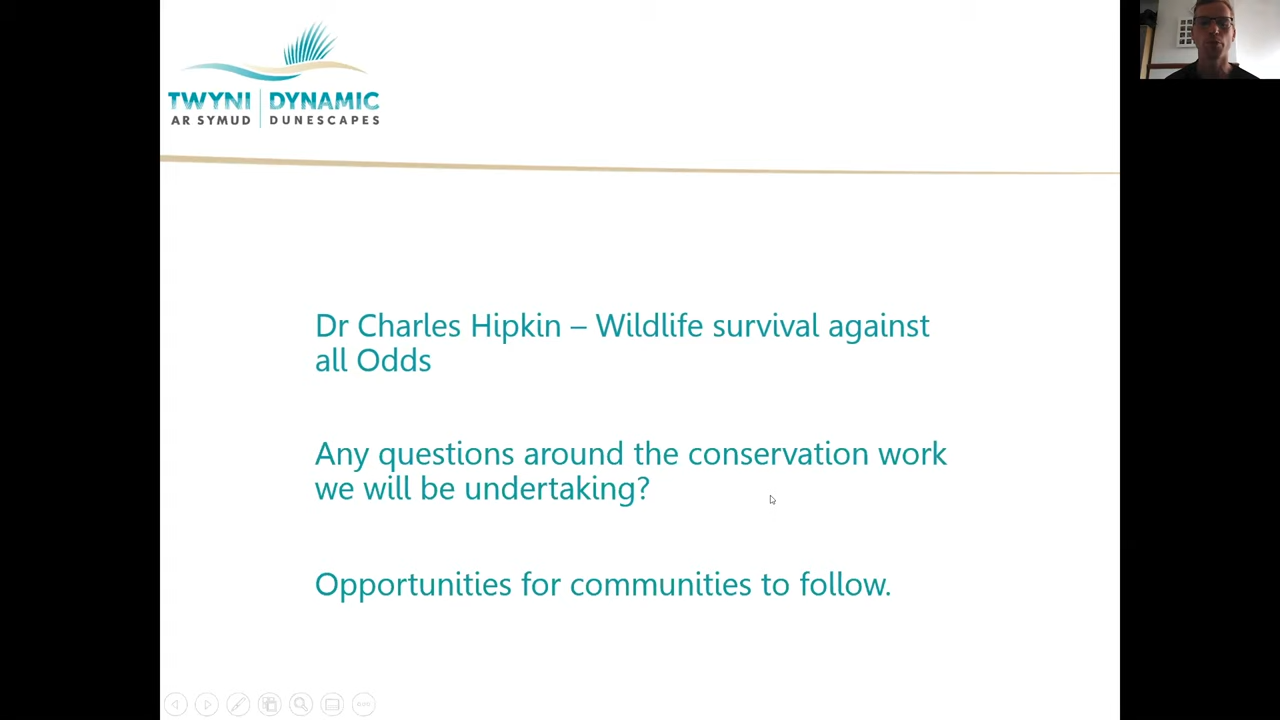 TWYNI DYNAMIC
AR SYMUD DUNESCAPES
Dr Charles Hipkin – Wildlife survival against
all Odds
Any questions around the conservation work
we will be undertaking?
Opportunities for communities to follow.